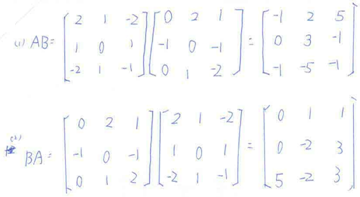 (1) AB = [ 2 1 -2 ] [ 0 2 1 ] = [ -1 2 5 ]
[ 1 0 1 ] [ -1 0 -1 ] [ 0 3 -1 ]
[ -2 1 -1 ] [ 0 1 -2 ] [ -1 -5 -1 ]
(2) BA = [ 0 2 1 ] [ 2 1 -2 ] = [ 0 1 1 ]
[ -1 0 -1 ] [ 1 0 1 ] [ 0 -2 3 ]
[ 0 1 2 ] [ -2 1 -1 ] [ 5 -2 3 ]